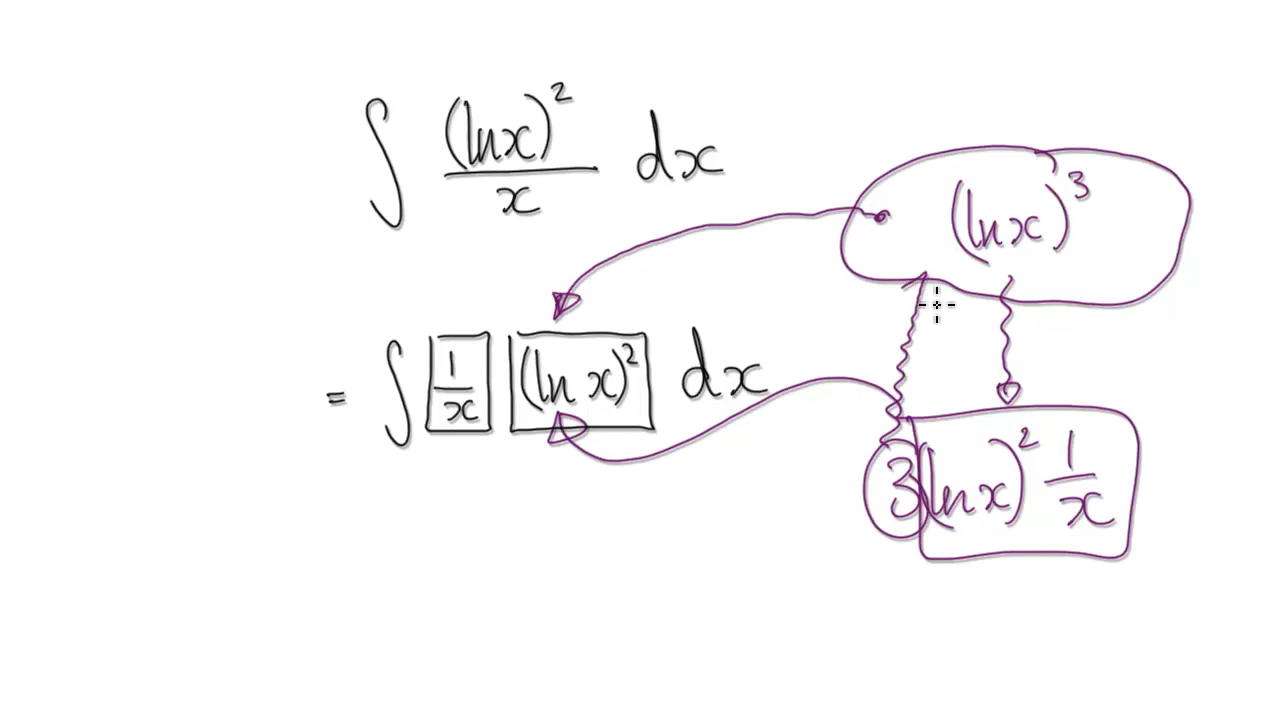 ∫ (ln x)² / x dx
(ln x)³
= ∫ 1/x (ln x)² dx
3(ln x)² 1/x